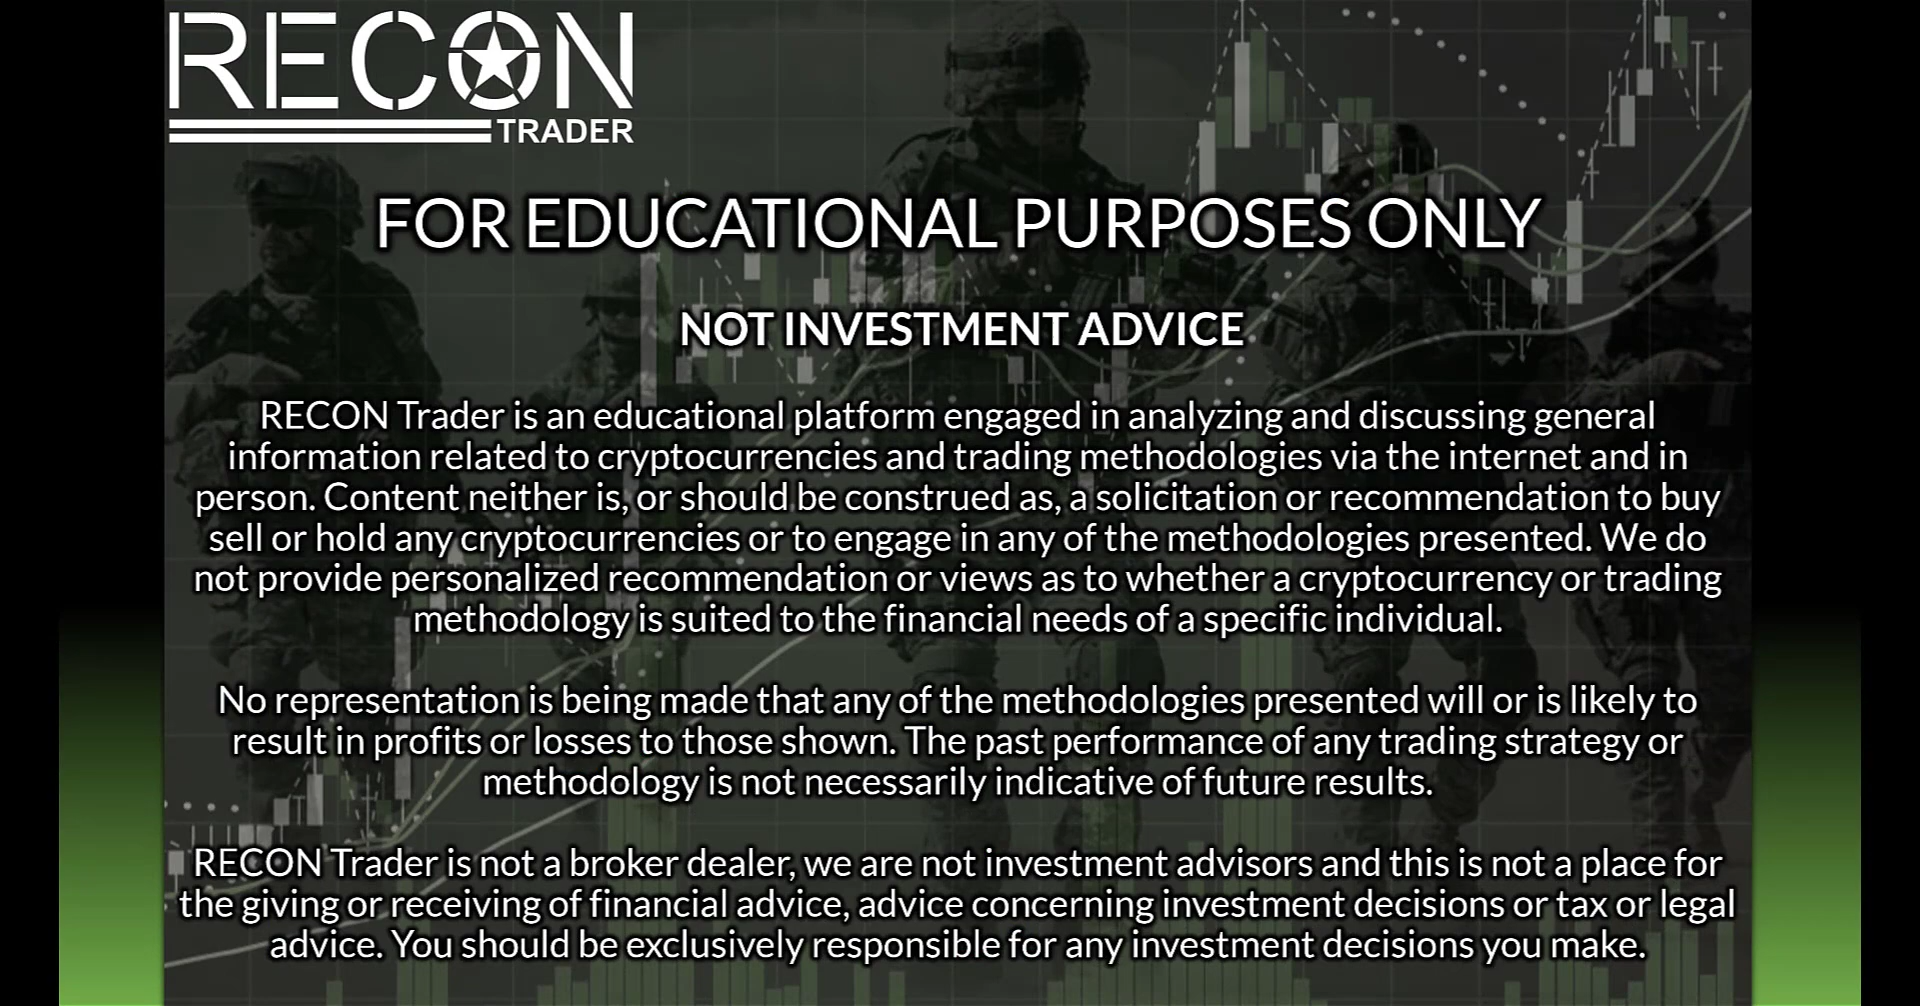 RECON
TRADER
FOR EDUCATIONAL PURPOSES ONLY
NOT INVESTMENT ADVICE
RECON Trader is an educational platform engaged in analyzing and discussing general
information related to cryptocurrencies and trading methodologies via the internet and in
person. Content neither is, or should be construed as, a solicitation or recommendation to buy
sell or hold any cryptocurrencies or to engage in any of the methodologies presented. We do
not provide personalized recommendation or views as to whether a cryptocurrency or trading
methodology is suited to the financial needs of a specific individual.
No representation is being made that any of the methodologies presented will or is likely to
result in profits or losses to those shown. The past performance of any trading strategy or
methodology is not necessarily indicative of future results.
RECON Trader is not a broker dealer, we are not investment advisors and this is not a place for
the giving or receiving of financial advice, advice concerning investment decisions or tax or legal
advice. You should be exclusively responsible for any investment decisions you make.